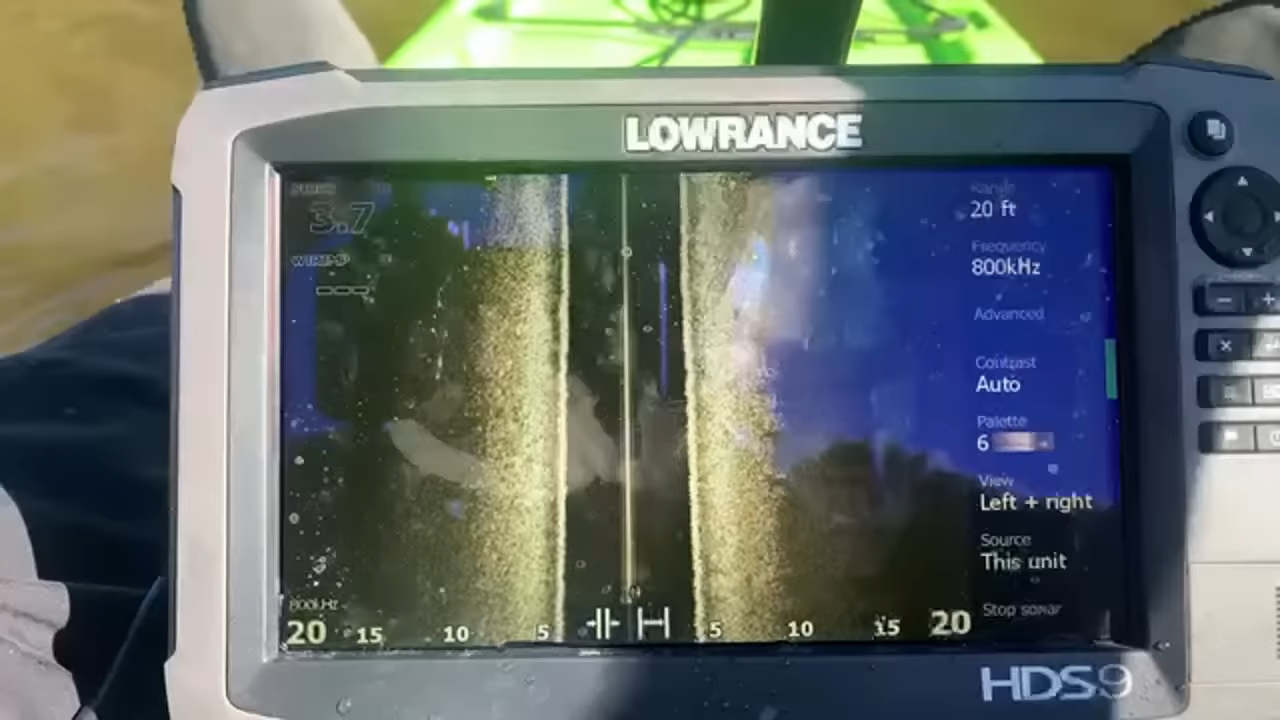 LOWRANCE
3.7
WTRTMP
---
Range
20 ft
Frequency
800kHz
Advanced
Contrast
Auto
Palette
6
View
Left + right
Source
This unit
Stop sonar
800kHz
20 15 10 5 5 10 15 20
HDS9